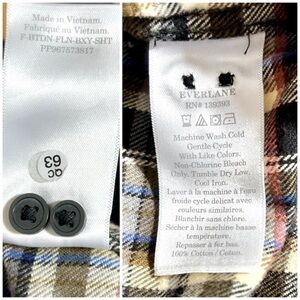 Made in Vietnam.
Fabriqué au Vietnam.
F-BTDN-FLN-BXY-SHT
PP967573817
QC
63
EVERLANE
RN# 139393
Machine Wash Cold
Gentle Cycle
With Like Colors.
Non-Chlorine Bleach
Only. Tumble Dry Low.
Cool Iron.
Laver à la machine à l'eau
froide cycle delicat avec
couleurs similaires.
Blanchir sans chlore.
Sécher à la machine basse
température.
Repasser à fer bas.
100% Cotton / Coton.